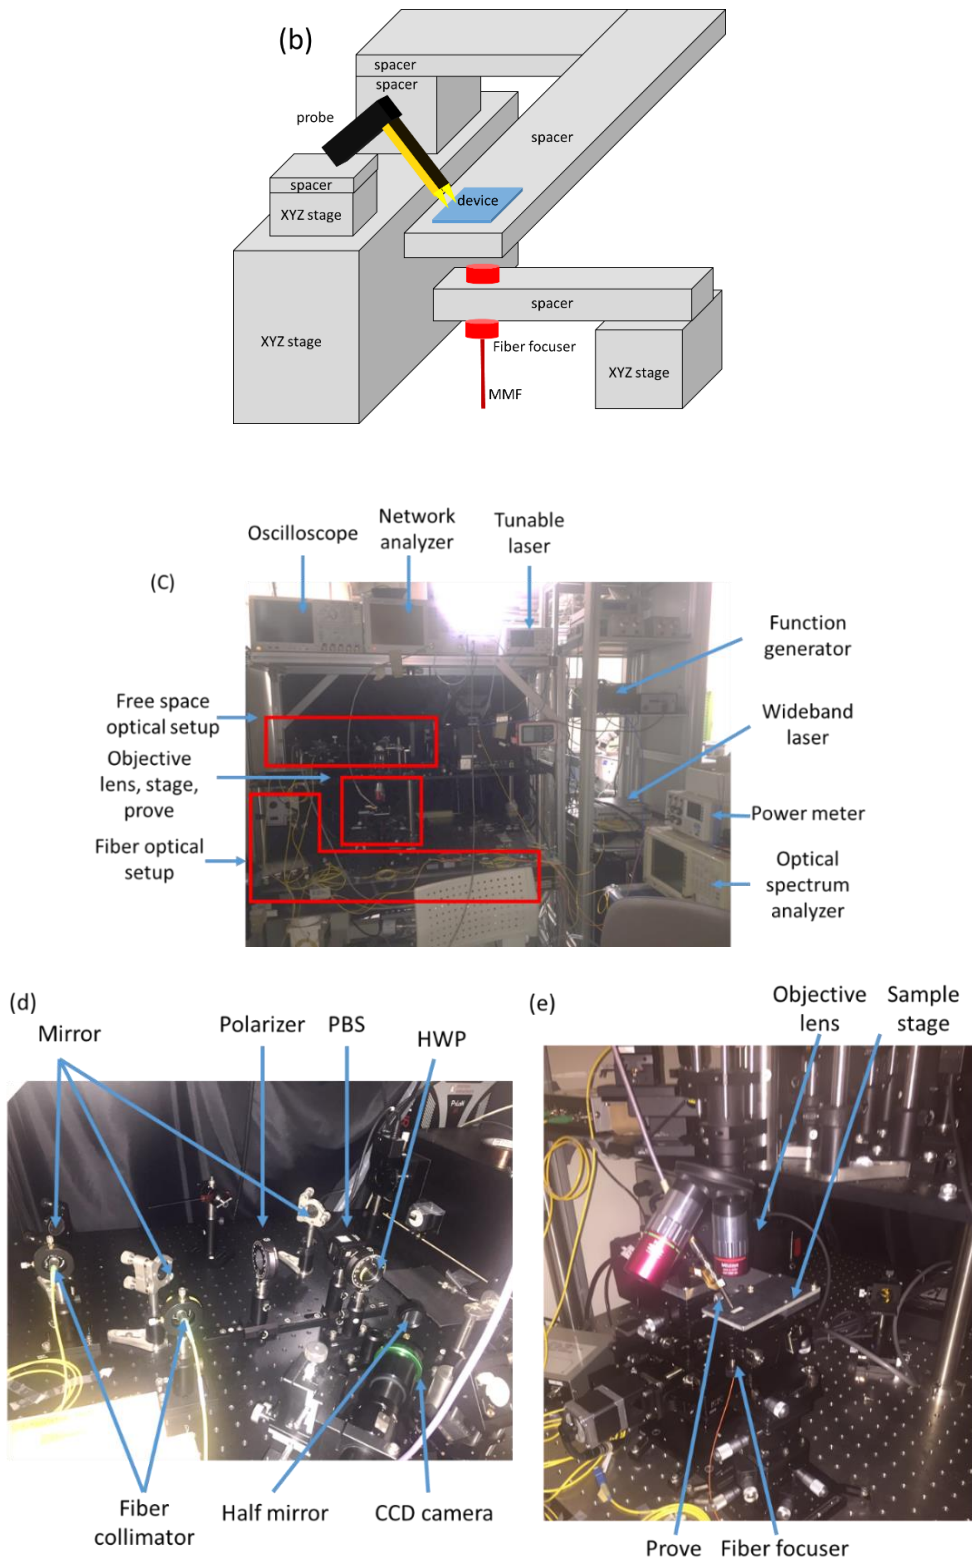 (b)
spacer
spacer
probe
spacer
spacer
device
XYZ stage
spacer
XYZ stage
Fiber focuser
XYZ stage
MMF
Oscilloscope
Network
analyzer
Tunable
laser
(C)
Function
generator
Free space
optical setup
Wideband
laser
Objective
lens, stage,
prove
Power meter
Fiber optical
setup
Optical
spectrum
analyzer
(d)
Mirror
Polarizer
PBS
HWP
Fiber
collimator
Half mirror
CCD camera
(e)
Objective
lens
Sample
stage
Prove
Fiber focuser